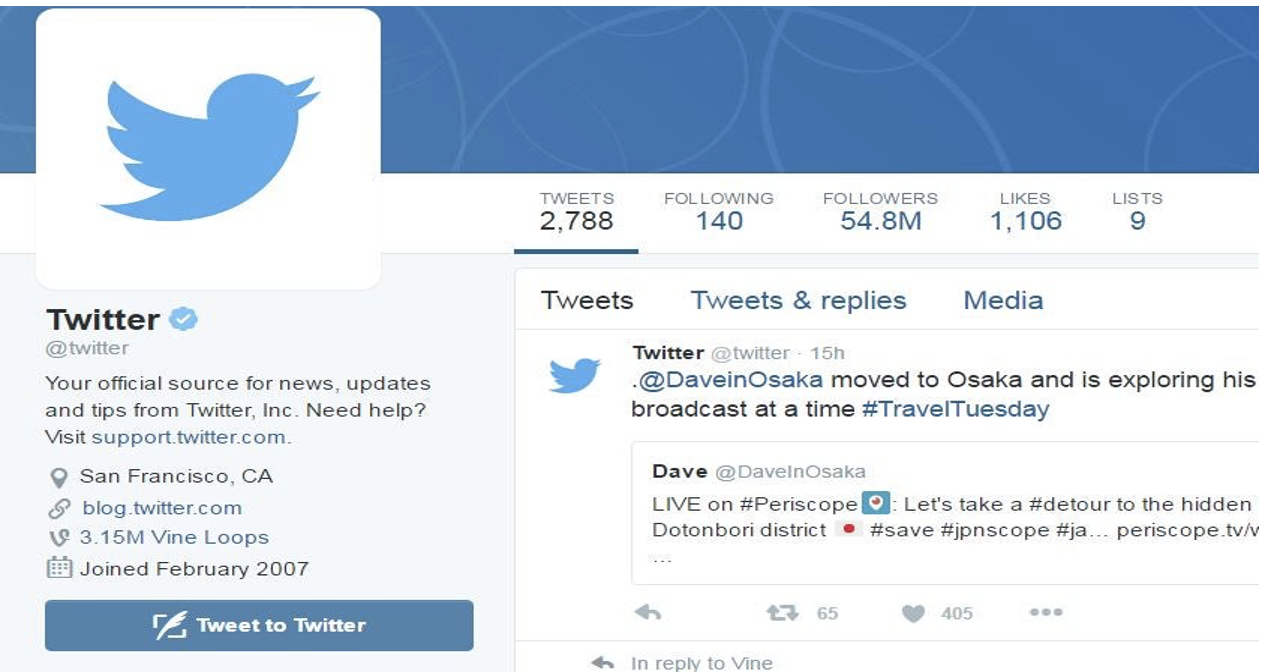 TWEETS FOLLOWING FOLLOWERS LIKES LISTS
2,788 140 54.8M 1,106 9
Twitter
@twitter
Your official source for news, updates
and tips from Twitter, Inc. Need help?
Visit support.twitter.com.
San Francisco, CA
blog.twitter.com
3.15M Vine Loops
Joined February 2007
Tweet to Twitter
Tweets Tweets & replies Media
Twitter @twitter · 15h
.@DaveinOsaka moved to Osaka and is exploring his
broadcast at a time #TravelTuesday
Dave @DaveInOsaka
LIVE on #Periscope : Let's take a #detour to the hidden
Dotonbori district #save #jpnscope #ja... periscope.tv/w
...
65 405
In reply to Vine